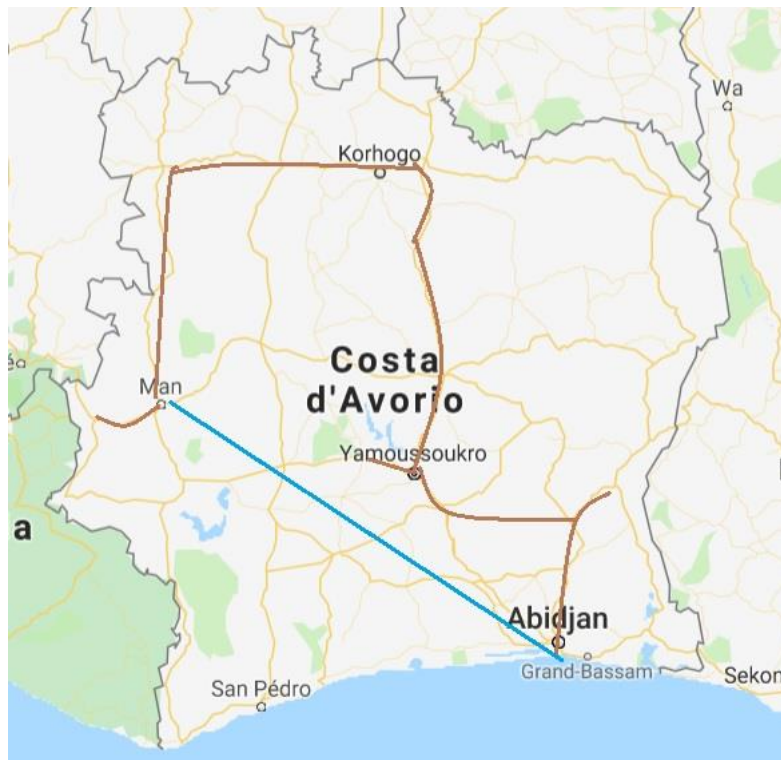 Wa
Korhogo
Costa
d'Avorio
Man
Yamoussoukro
a
Abidjan
Grand-Bassam
San Pédro
Sekon